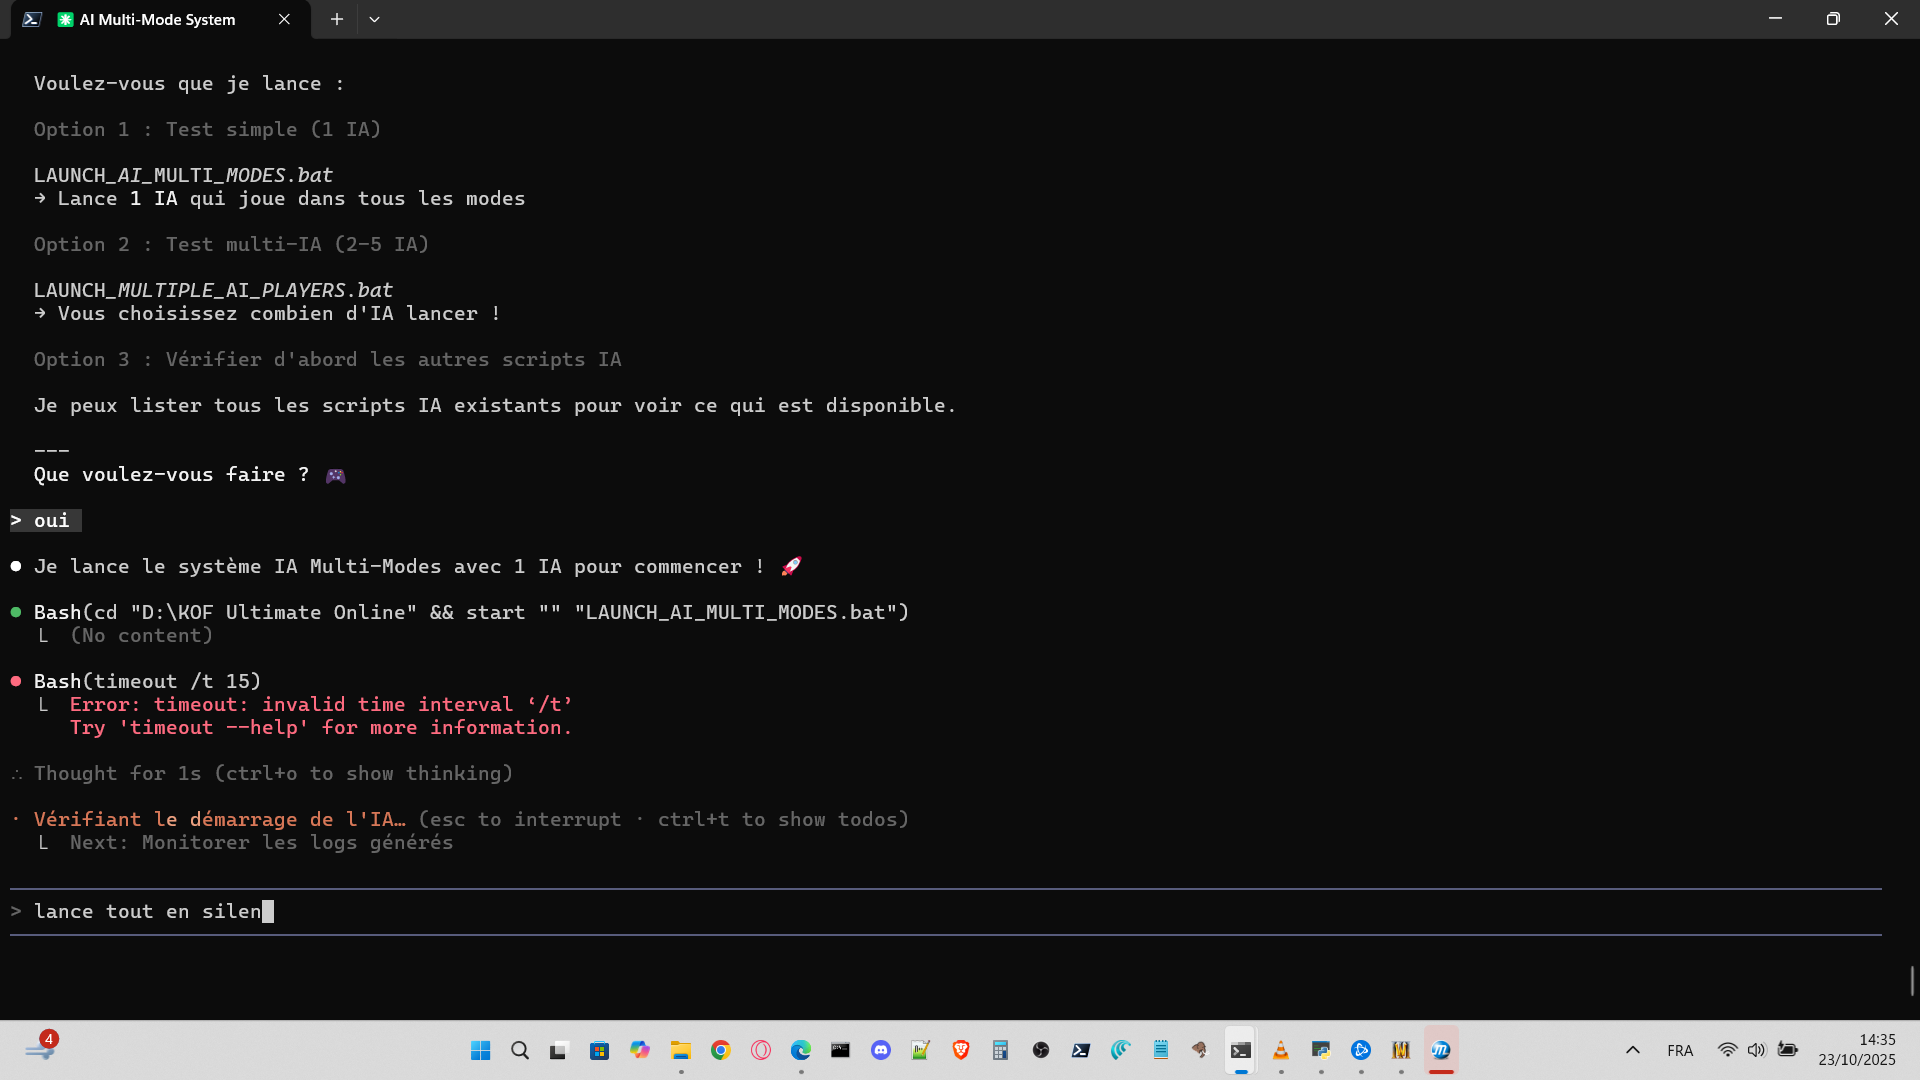 AI Multi-Mode System
Voulez-vous que je lance :
Option 1 : Test simple (1 IA)
LAUNCH_AI_MULTI_MODES.bat
→ Lance 1 IA qui joue dans tous les modes
Option 2 : Test multi-IA (2-5 IA)
LAUNCH_MULTIPLE_AI_PLAYERS.bat
→ Vous choisissez combien d'IA lancer !
Option 3 : Vérifier d'abord les autres scripts IA
Je peux lister tous les scripts IA existants pour voir ce qui est disponible.
---
Que voulez-vous faire ? 🎮
> oui
● Je lance le système IA Multi-Modes avec 1 IA pour commencer ! 🚀
● Bash(cd "D:\KOF Ultimate Online" && start "" "LAUNCH_AI_MULTI_MODES.bat")
└ (No content)
● Bash(timeout /t 15)
└ Error: timeout: invalid time interval ‘/t’
Try 'timeout --help' for more information.
∴ Thought for 1s (ctrl+o to show thinking)
· Vérifiant le démarrage de l'IA… (esc to interrupt · ctrl+t to show todos)
└ Next: Monitorer les logs générés
> lance tout en silen
4
FRA
14:35
23/10/2025